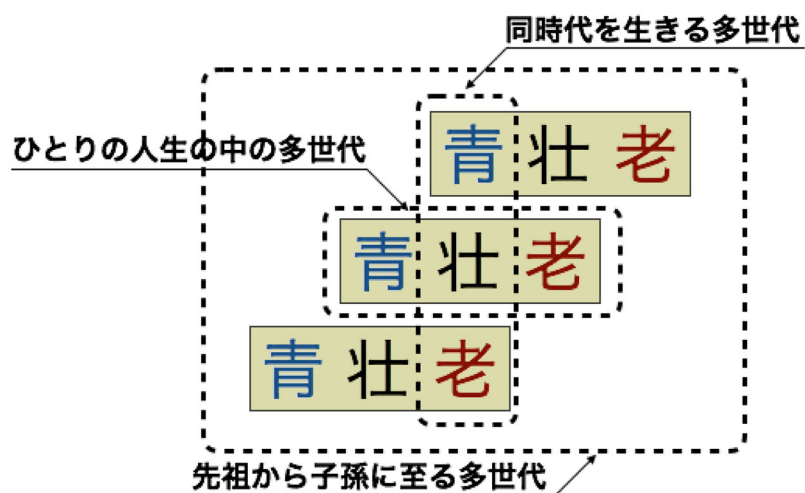 同時代を生きる多世代
青 壮 老
ひとりの人生の中の多世代
青 壮 老
青 壮 老
先祖から子孫に至る多世代